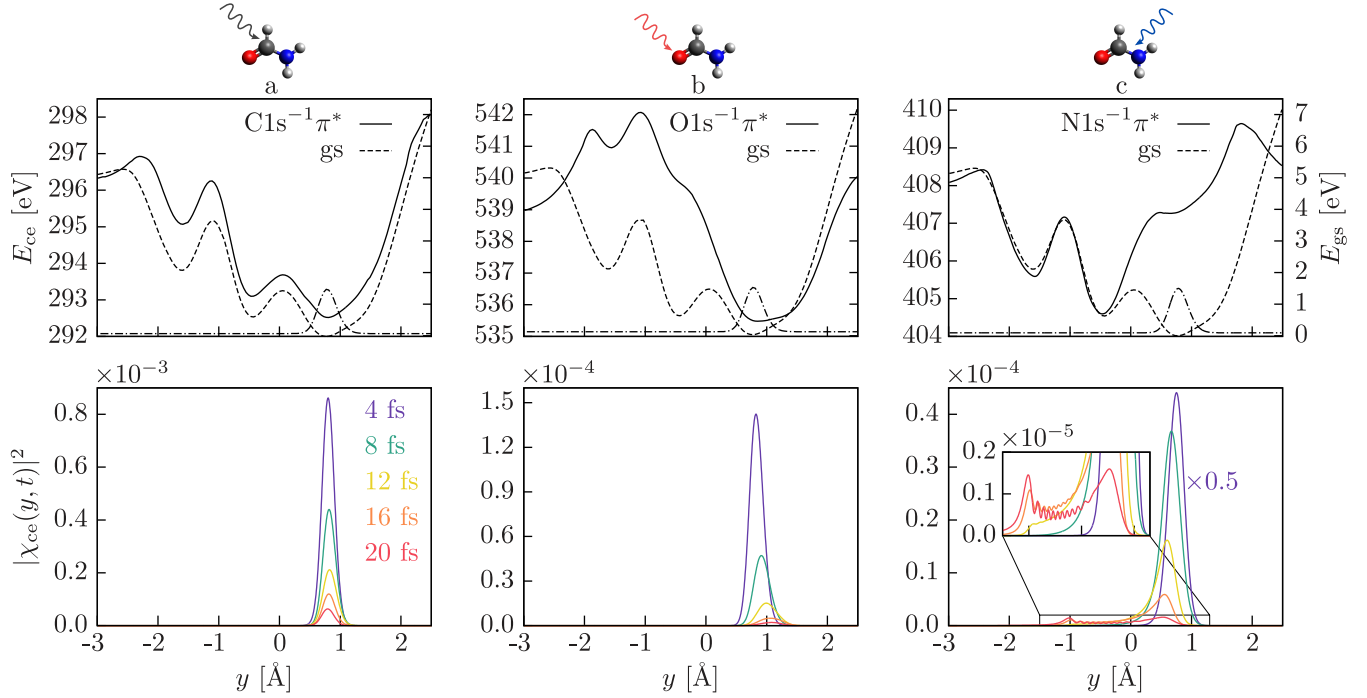 a
b
c
298
297
296
295
294
293
292
E_ce [eV]
C1s⁻¹π*
gs
542
541
540
539
538
537
536
535
O1s⁻¹π*
gs
410
409
408
407
406
405
404
N1s⁻¹π*
gs
7
6
5
4
3
2
1
0
E_gs [eV]
×10⁻³
0.8
0.6
0.4
0.2
0.0
|χ_ce(y, t)|²
4 fs
8 fs
12 fs
16 fs
20 fs
-3 -2 -1 0 1 2
y [Å]
×10⁻⁴
1.6
1.2
0.8
0.4
0.0
-3 -2 -1 0 1 2
y [Å]
×10⁻⁴
0.4
0.3
0.2
0.1
0.0
×10⁻⁵
0.2
0.1
0.0
×0.5
-3 -2 -1 0 1 2
y [Å]